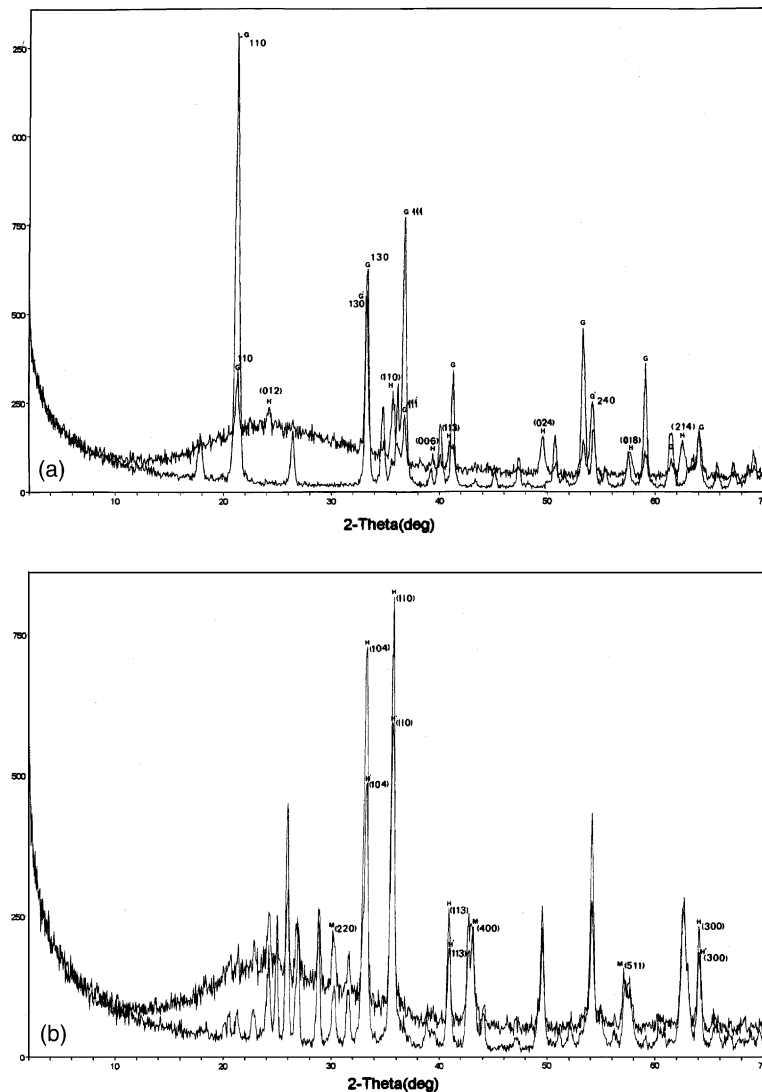 250
G 110
000
750
G 111
G 130
G
130
500
G
110
G
(012)
H
(110)
H
111
G
G
G 240
G
250
(006)
H
(113)
H
(024)
H
(018)
H
(214)
H
G
(a)
0
10
20
30
40
50
60
70
2-Theta(deg)
H (110)
750
H (104)
H' (110)
H' (104)
500
250
M (220)
H (113)
H' (113)
M (400)
M (511)
H (300)
H' (300)
(b)
0
10
20
30
40
50
60
70
2-Theta(deg)